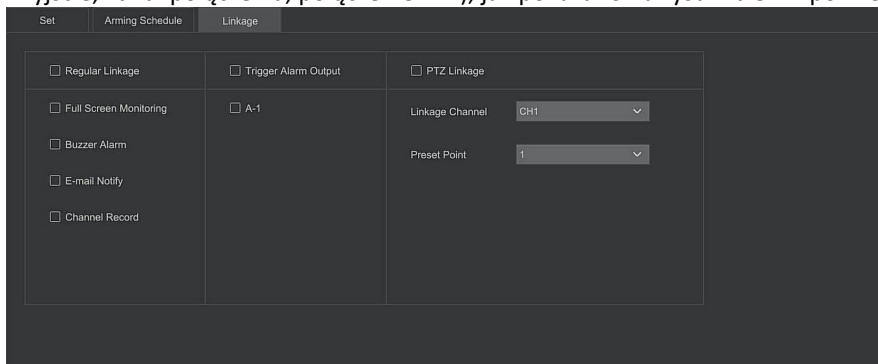 Set Arming Schedule Linkage
Regular Linkage Trigger Alarm Output PTZ Linkage
Full Screen Monitoring A-1 Linkage Channel CH1
Buzzer Alarm Preset Point 1
E-mail Notify
Channel Record